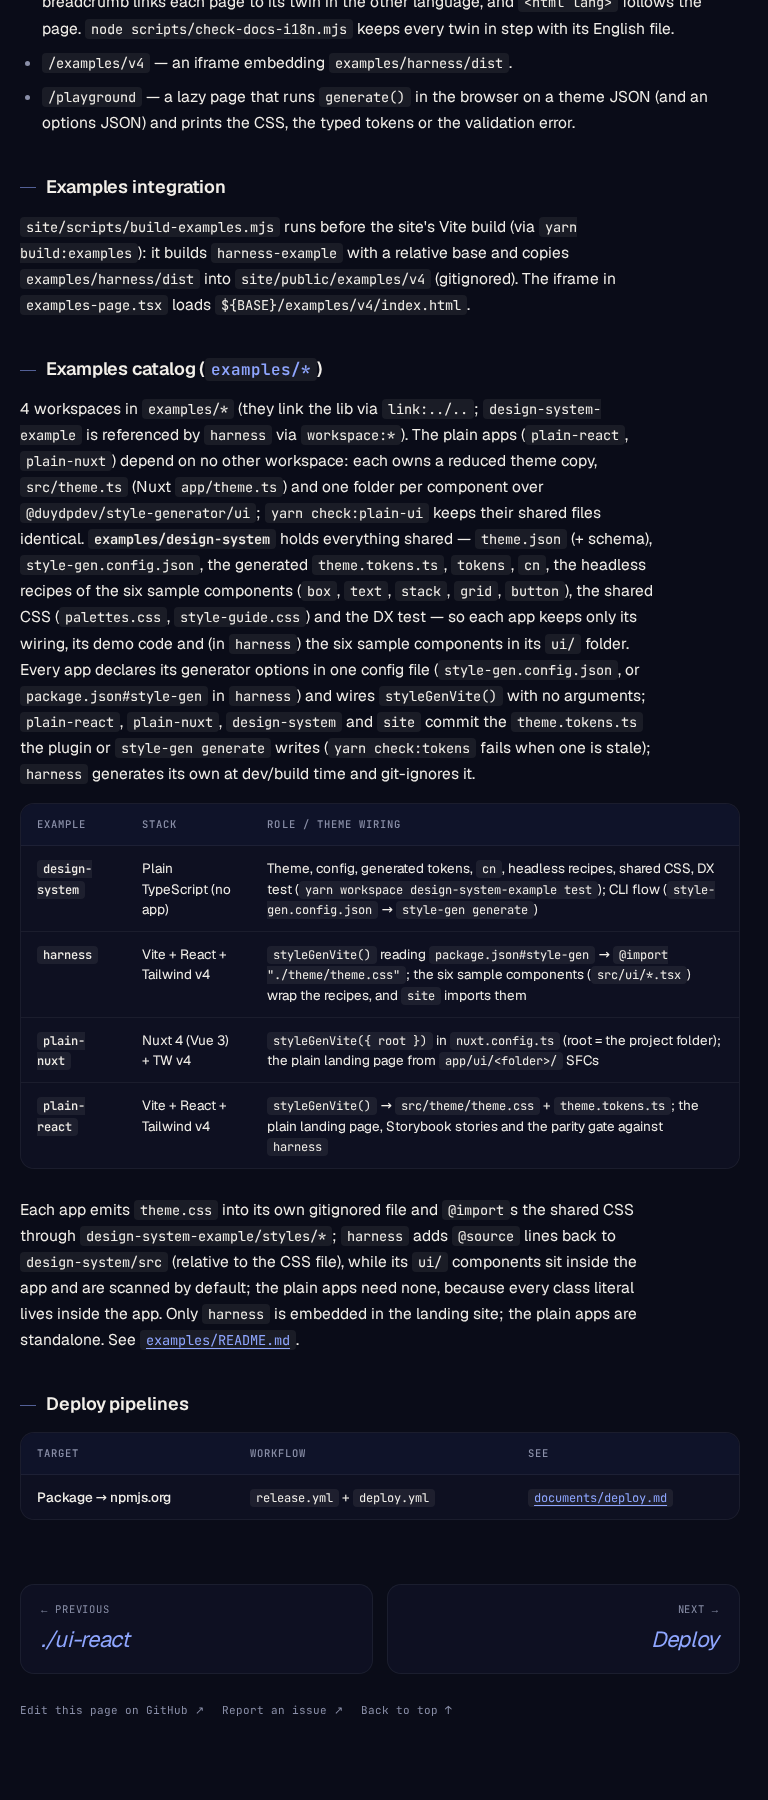 breadcrumb links each page to its twin in the other language, and <html lang> follows the
page. node scripts/check-docs-i18n.mjs keeps every twin in step with its English file.
/examples/v4 — an iframe embedding examples/harness/dist.
/playground — a lazy page that runs generate() in the browser on a theme JSON (and an
options JSON) and prints the CSS, the typed tokens or the validation error.
— Examples integration
site/scripts/build-examples.mjs runs before the site's Vite build (via yarn
build:examples): it builds harness-example with a relative base and copies
examples/harness/dist into site/public/examples/v4 (gitignored). The iframe in
examples-page.tsx loads ${BASE}/examples/v4/index.html.
— Examples catalog (examples/*)
4 workspaces in examples/* (they link the lib via link:../..; design-system-
example is referenced by harness via workspace:*). The plain apps (plain-react,
plain-nuxt) depend on no other workspace: each owns a reduced theme copy,
src/theme.ts (Nuxt app/theme.ts) and one folder per component over
@duydpdev/style-generator/ui; yarn check:plain-ui keeps their shared files
identical. examples/design-system holds everything shared — theme.json (+ schema),
style-gen.config.json, the generated theme.tokens.ts, tokens, cn, the headless
recipes of the six sample components (box, text, stack, grid, button), the shared
CSS (palettes.css, style-guide.css) and the DX test — so each app keeps only its
wiring, its demo code and (in harness) the six sample components in its ui/ folder.
Every app declares its generator options in one config file (style-gen.config.json, or
package.json#style-gen in harness) and wires styleGenVite() with no arguments;
plain-react, plain-nuxt, design-system and site commit the theme.tokens.ts
the plugin or style-gen generate writes (yarn check:tokens fails when one is stale);
harness generates its own at dev/build time and git-ignores it.
EXAMPLE STACK ROLE / THEME WIRING
design-
system
Plain
TypeScript (no
app)
Theme, config, generated tokens, cn, headless recipes, shared CSS, DX
test (yarn workspace design-system-example test); CLI flow (style-
gen.config.json → style-gen generate)
harness
Vite + React +
Tailwind v4
styleGenVite() reading package.json#style-gen → @import
"./theme/theme.css"; the six sample components (src/ui/*.tsx)
wrap the recipes, and site imports them
plain-
nuxt
Nuxt 4 (Vue 3)
+ TW v4
styleGenVite({ root }) in nuxt.config.ts (root = the project folder);
the plain landing page from app/ui/<folder>/ SFCs
plain-
react
Vite + React +
Tailwind v4
styleGenVite() → src/theme/theme.css + theme.tokens.ts; the
plain landing page, Storybook stories and the parity gate against
harness
Each app emits theme.css into its own gitignored file and @imports the shared CSS
through design-system-example/styles/*; harness adds @source lines back to
design-system/src (relative to the CSS file), while its ui/ components sit inside the
app and are scanned by default; the plain apps need none, because every class literal
lives inside the app. Only harness is embedded in the landing site; the plain apps are
standalone. See examples/README.md.
— Deploy pipelines
TARGET WORKFLOW SEE
Package → npmjs.org release.yml + deploy.yml documents/deploy.md
← PREVIOUS
./ui-react
NEXT →
Deploy
Edit this page on GitHub ↗ Report an issue ↗ Back to top ↑